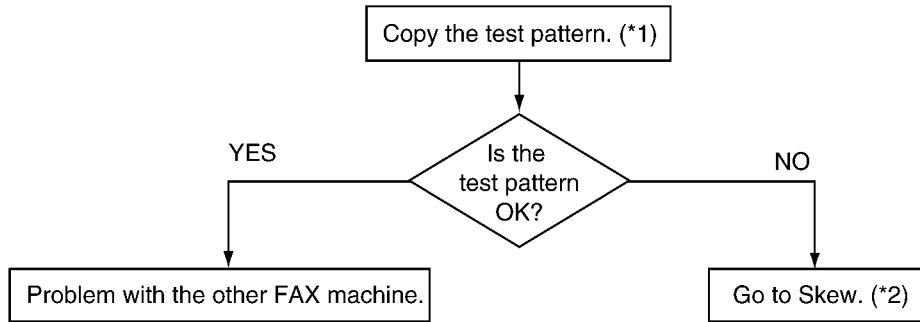 Copy the test pattern. (*1)
Is the
test pattern
OK?
YES
NO
Problem with the other FAX machine.
Go to Skew. (*2)